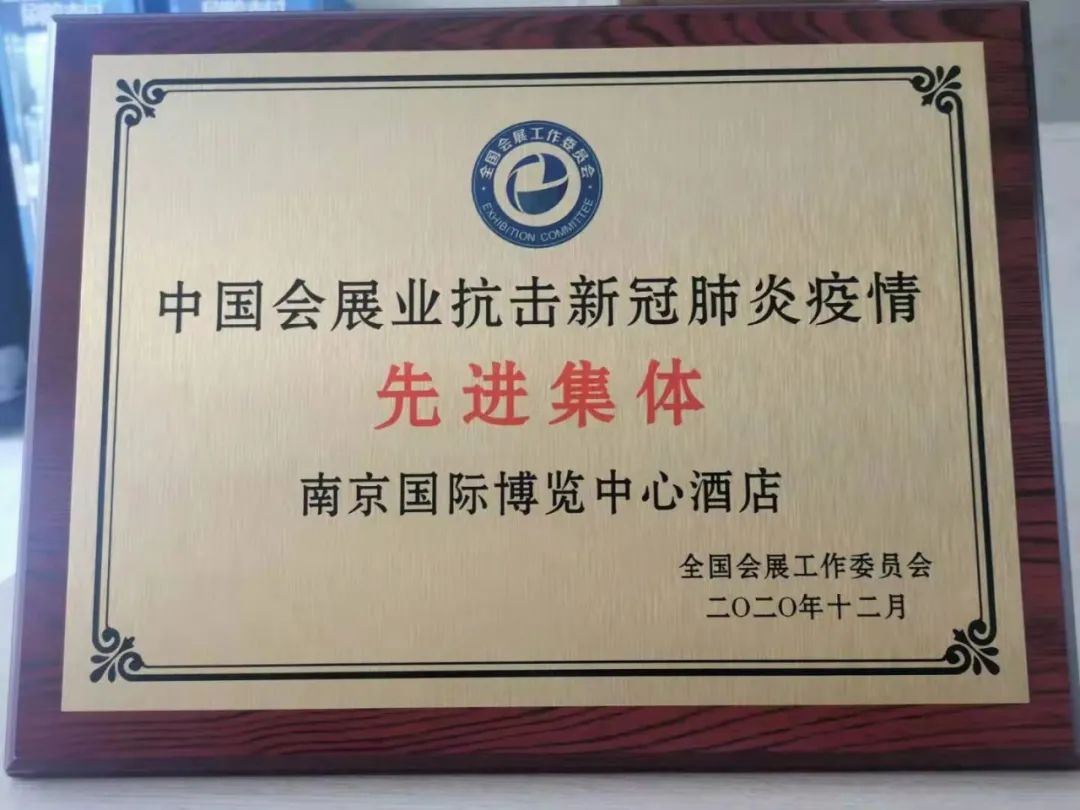 全国会展工作委员会
EXHIBITION COMMITTEE
中国会展业抗击新冠肺炎疫情
先进集体
南京国际博览中心酒店
全国会展工作委员会
二〇二〇年十二月